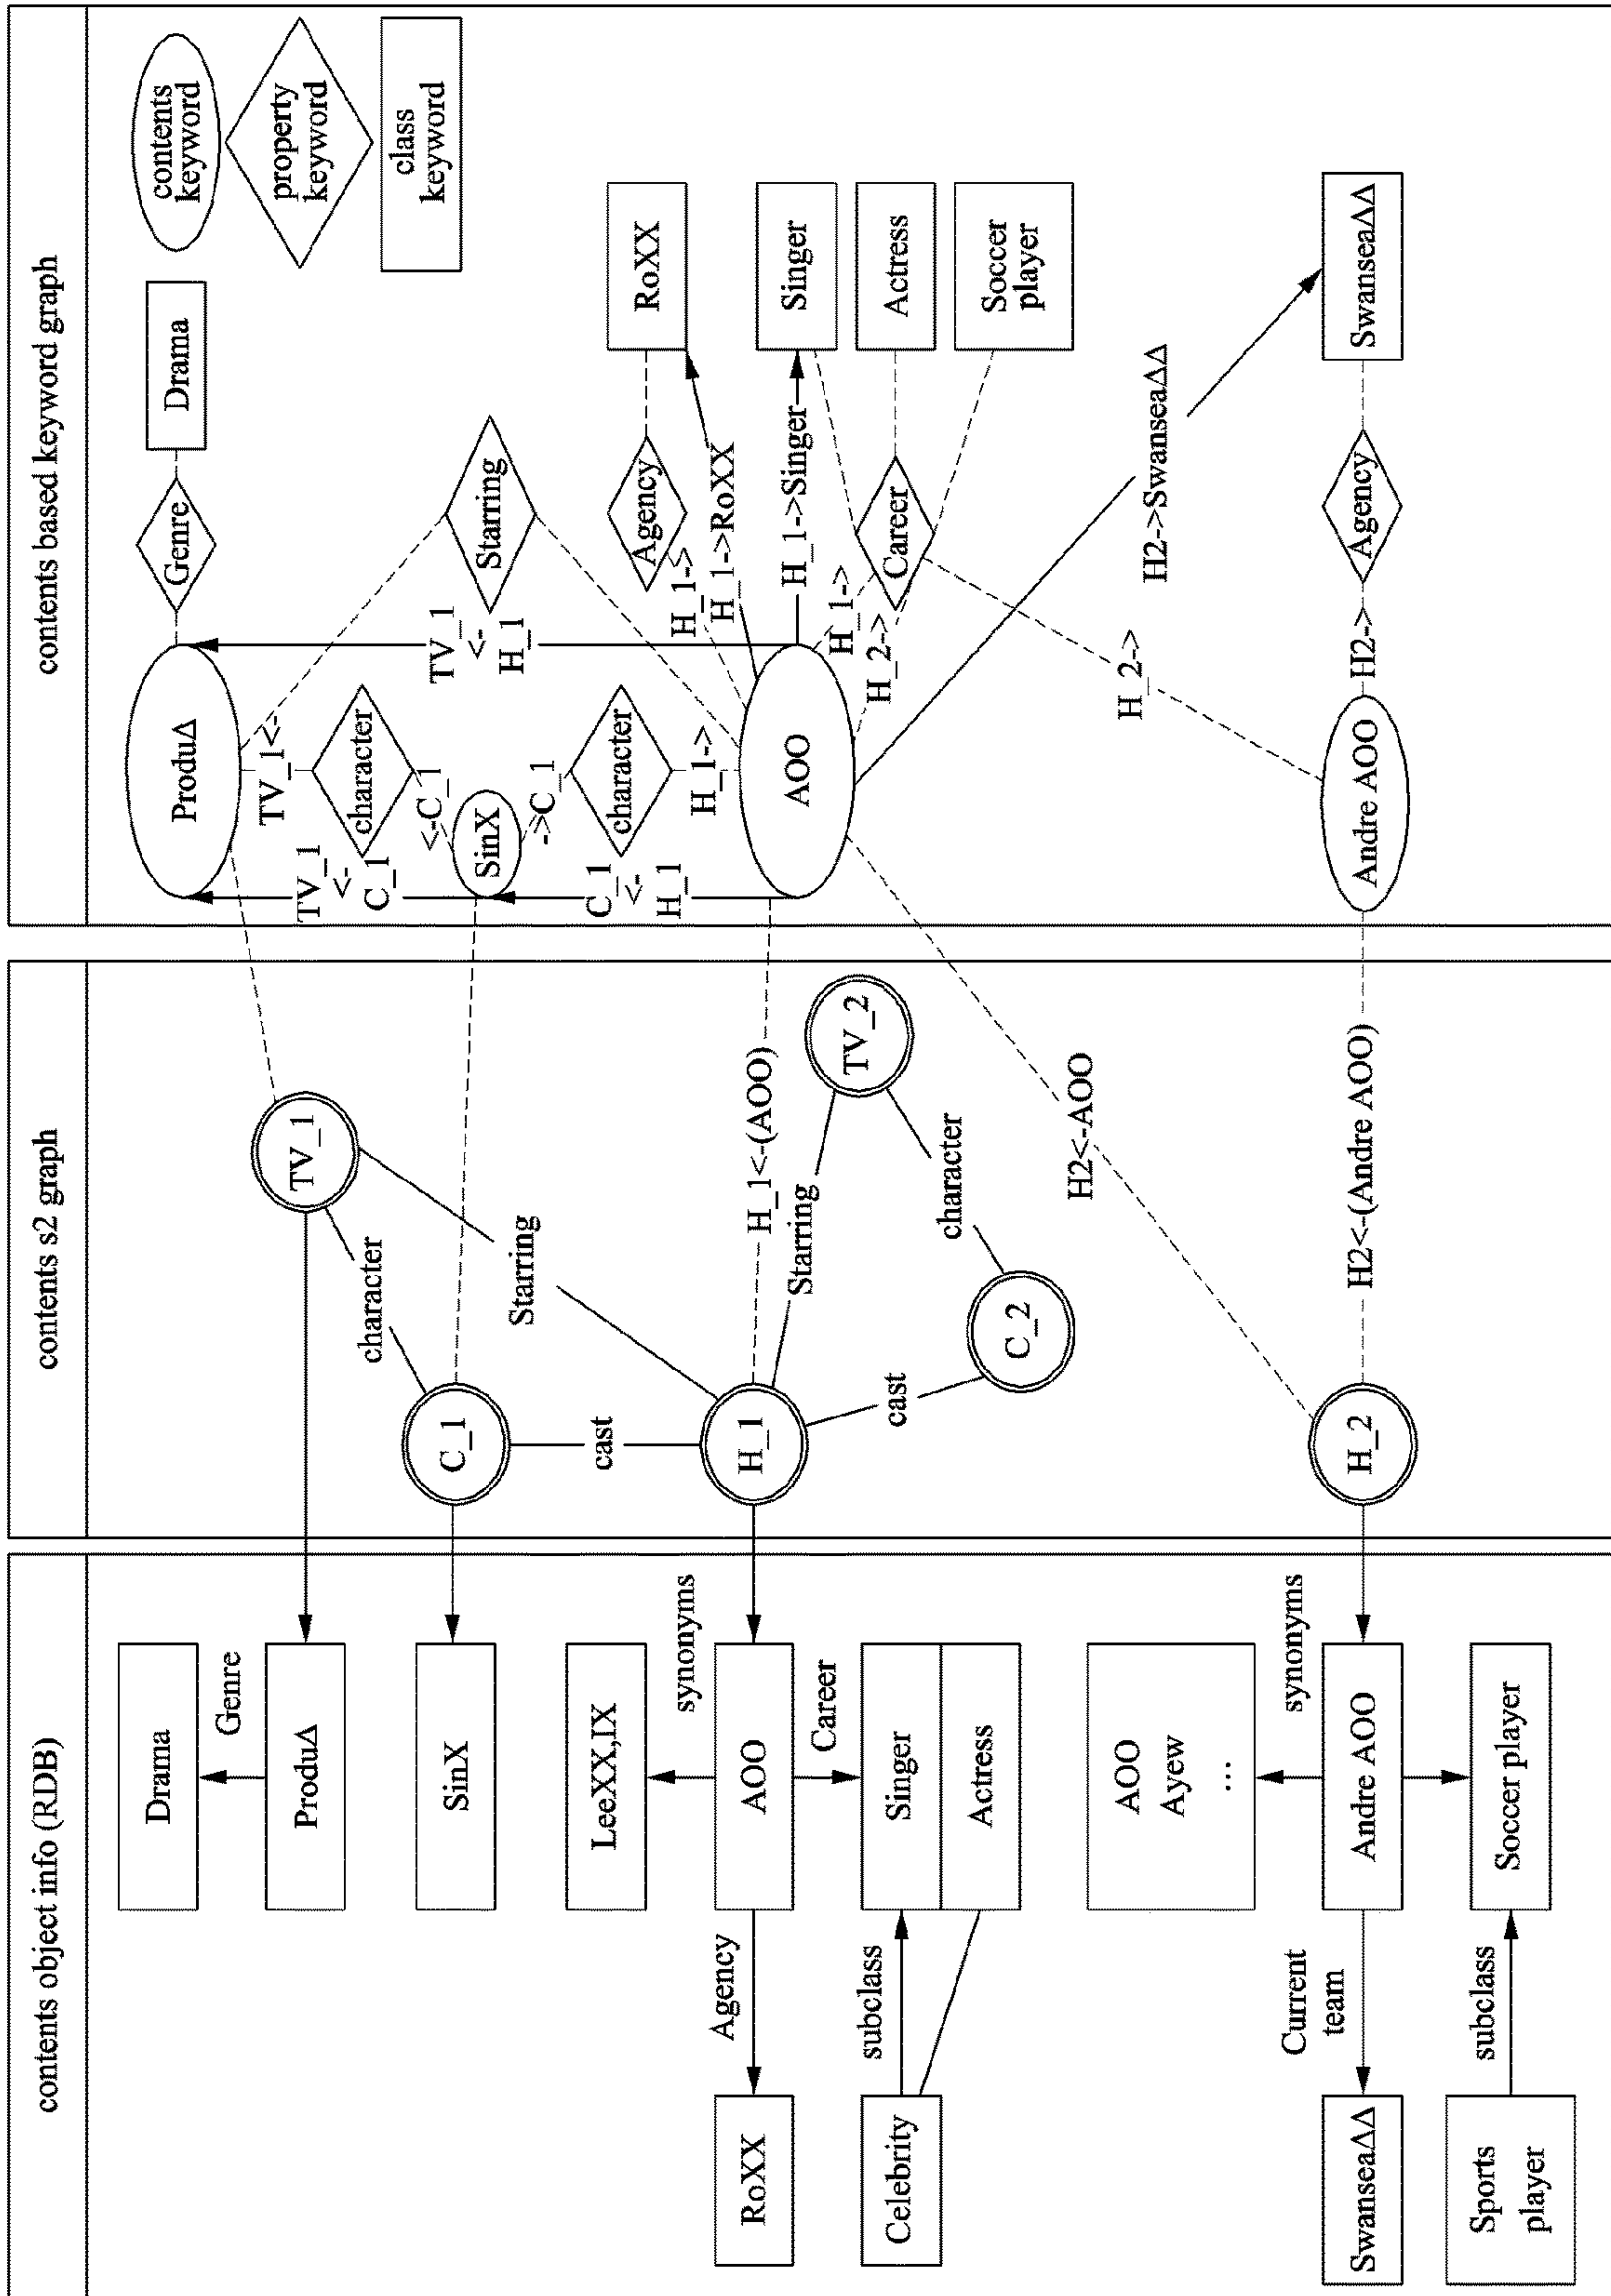 contents object info (RDB)
Drama
Genre
ProduΔ
SinX
LeeXX,IX
synonyms
AOO
Agency
RoXX
Career
Singer
Actress
subclass
Celebrity
AOO
Ayew
...
synonyms
Andre AOO
Current
team
SwanseaΔΔ
Soccer player
subclass
Sports
player
contents s2 graph
TV_1
character
Starring
C_1
cast
H_1
H_1<-(AOO)
Starring
TV_2
character
cast
C_2
H2<-AOO
H_2
H2<-(Andre AOO)
contents based keyword graph
contents
keyword
property
keyword
class
keyword
ProduΔ
Genre
Drama
TV_1<-
character
<-C_1
TV_1
<-
C_1
SinX
->C_1
character
H_1->
C_1
<-
H_1
TV_1
<-
H_1
Starring
AOO
H_1->
Agency
RoXX
H_1->RoXX
H_1->Singer
Singer
H_1->
H_2->
Career
Actress
Soccer
player
H_2->
H2->SwanseaΔΔ
Andre AOO
H2->
Agency
SwanseaΔΔ